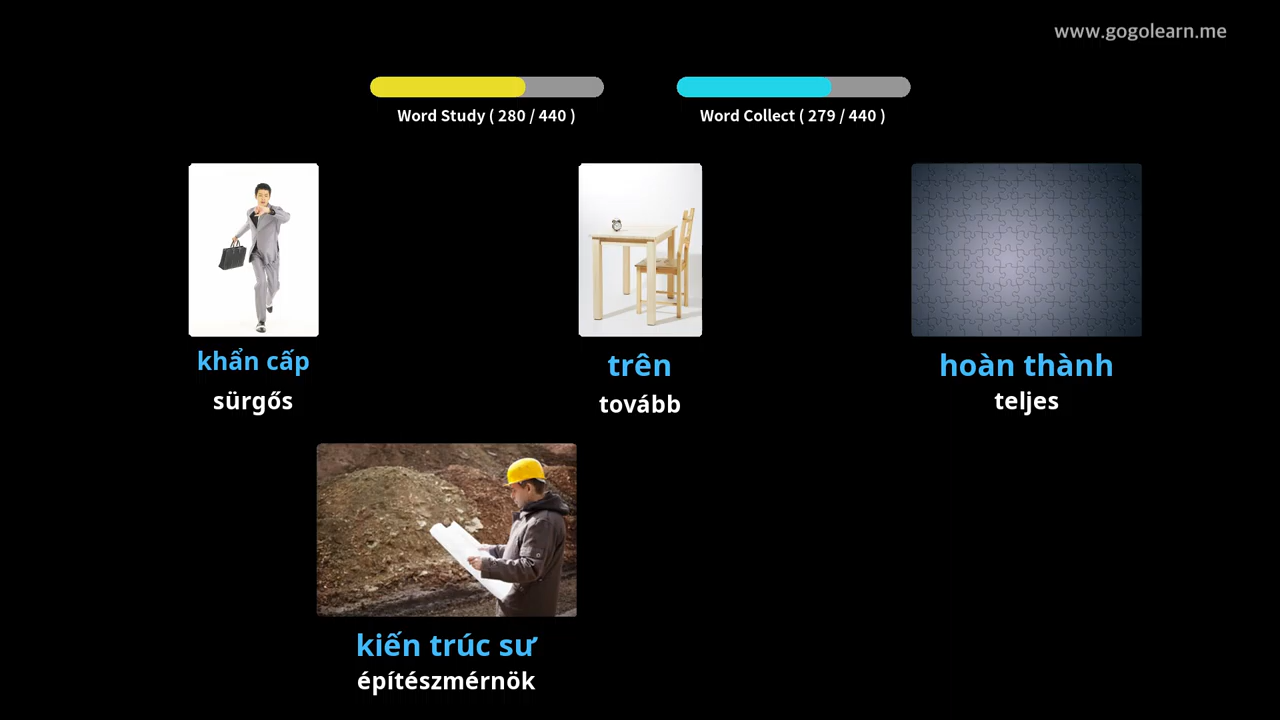 www.gogolearn.me
Word Study ( 280 / 440 )
Word Collect ( 279 / 440 )
khẩn cấp
sürgős
trên
tovább
hoàn thành
teljes
kiến trúc sư
építészmérnök